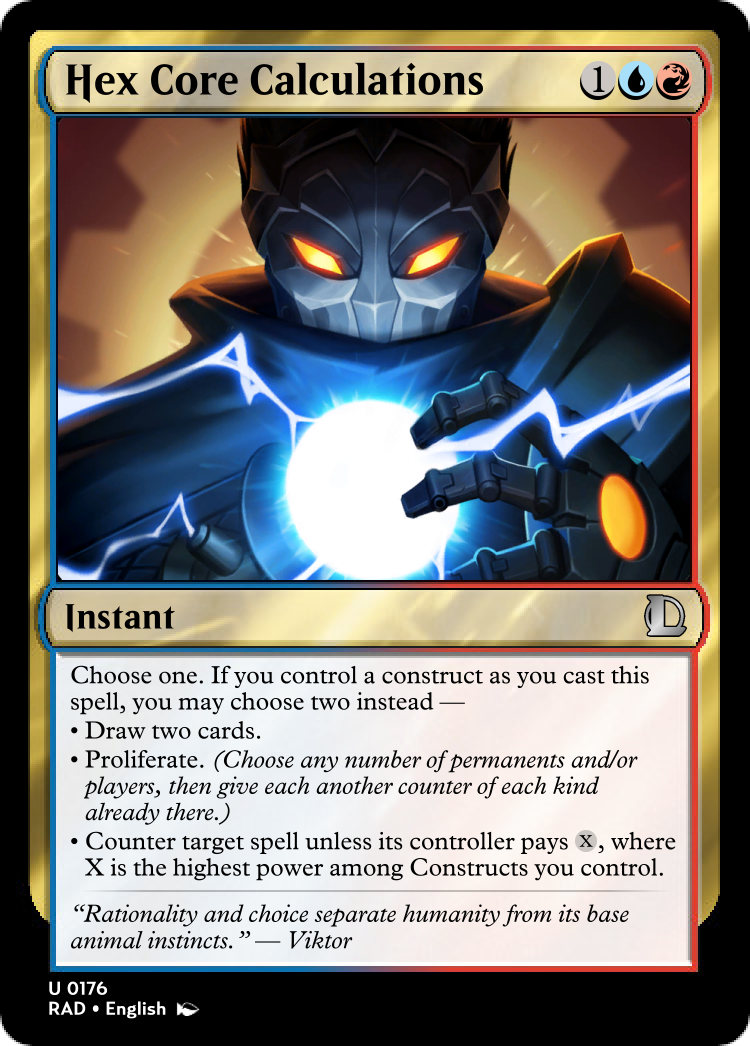 Hex Core Calculations 1
Instant
Choose one. If you control a construct as you cast this
spell, you may choose two instead —
• Draw two cards.
• Proliferate. (Choose any number of permanents and/or
players, then give each another counter of each kind
already there.)
• Counter target spell unless its controller pays X, where
X is the highest power among Constructs you control.
“Rationality and choice separate humanity from its base
animal instincts.” — Viktor
U 0176
RAD • English